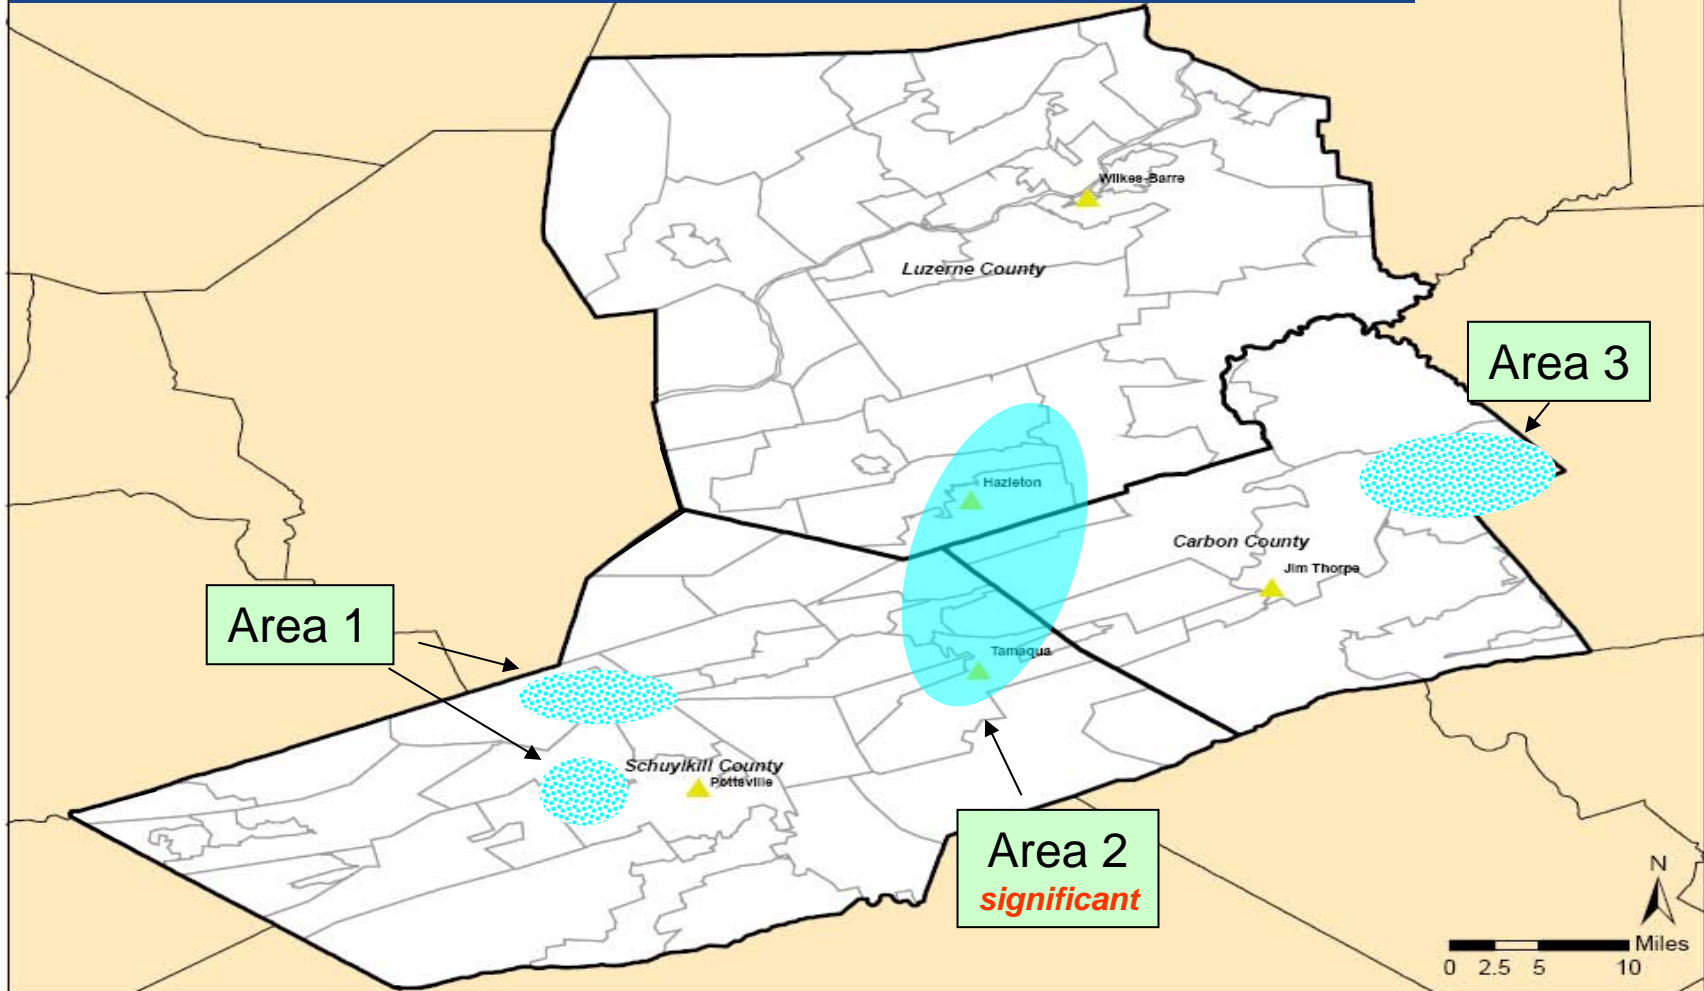 Wilkes-Barre
Luzerne County
Area 3
Hazleton
Carbon County
Jim Thorpe
Area 1
Tamaqua
Schuylkill County
Pottsville
Area 2
significant
N
Miles
0 2.5 5 10